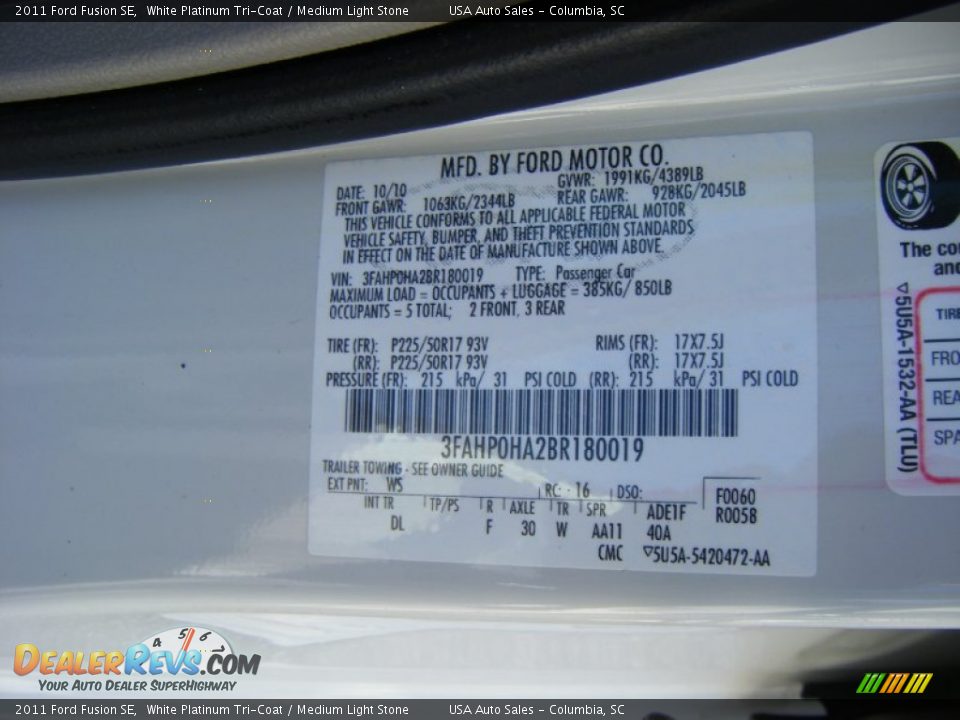 2011 Ford Fusion SE, White Platinum Tri-Coat / Medium Light Stone USA Auto Sales - Columbia, SC
MFD. BY FORD MOTOR CO.
DATE: 10/10 GVWR: 1991KG/4389LB
FRONT GAWR: 1063KG/2344LB REAR GAWR: 928KG/2045LB
THIS VEHICLE CONFORMS TO ALL APPLICABLE FEDERAL MOTOR
VEHICLE SAFETY, BUMPER, AND THEFT PREVENTION STANDARDS
IN EFFECT ON THE DATE OF MANUFACTURE SHOWN ABOVE.
VIN: 3FAHP0HA2BR180019 TYPE: Passenger Car
MAXIMUM LOAD = OCCUPANTS + LUGGAGE = 385KG/ 850LB
OCCUPANTS = 5 TOTAL; 2 FRONT, 3 REAR
TIRE (FR): P225/50R17 93V RIMS (FR): 17X7.5J
(RR): P225/50R17 93V (RR): 17X7.5J
PRESSURE (FR): 215 kPa/ 31 PSI COLD (RR): 215 kPa/ 31 PSI COLD
3FAHP0HA2BR180019
TRAILER TOWING - SEE OWNER GUIDE
EXT PNT: WS RC: 16 DSO: F0060
INT TR TP/PS R AXLE TR SPR ADE1F R0058
DL F 30 W AA11 40A
CMC ▽5U5A-5420472-AA
The co
and
TIRE
FRO
REA
SPA
▽5U5A-1532-AA (TLU)
4 5 6
DealerRevs.com
Your Auto Dealer SuperHighway
2011 Ford Fusion SE, White Platinum Tri-Coat / Medium Light Stone USA Auto Sales - Columbia, SC